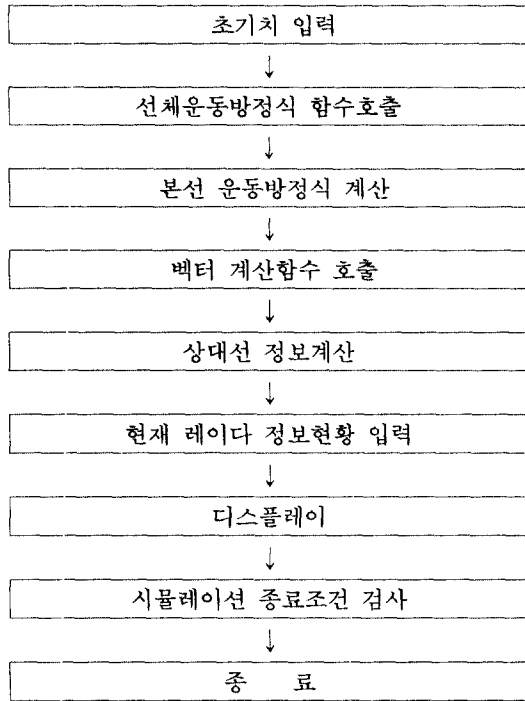 초기치 입력
↓
선체운동방정식 함수호출
↓
본선 운동방정식 계산
↓
벡터 계산함수 호출
↓
상대선 정보계산
↓
현재 레이다 정보현황 입력
↓
디스플레이
↓
시뮬레이션 종료조건 검사
↓
종 료